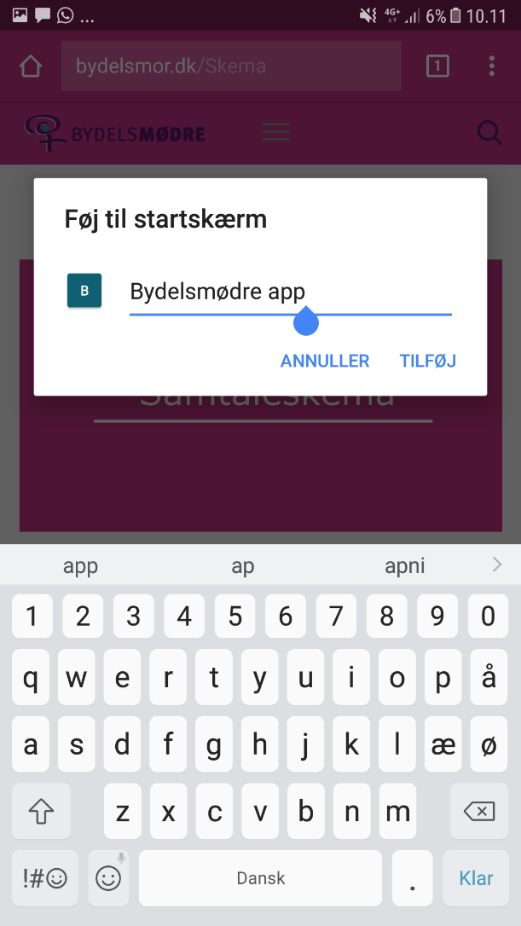 ... 4G+ 6% 10.11
bydelsmor.dk/Skema 1
BYDELSMØDRE
Føj til startskærm
B Bydelsmødre app
ANNULLER TILFØJ
Samtaleskema
app ap apni
1 2 3 4 5 6 7 8 9 0
q w e r t y u i o p å
a s d f g h j k l æ ø
z x c v b n m
!#☺ Dansk . Klar